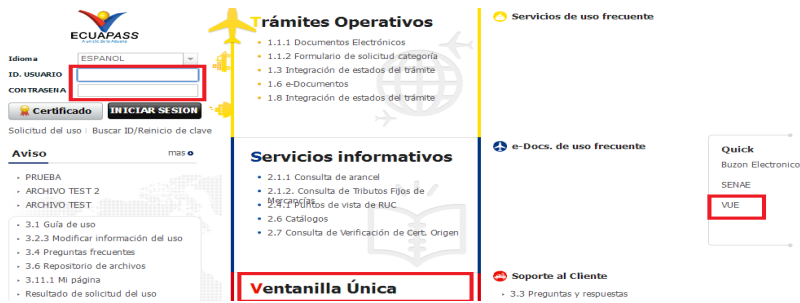 ECUAPASS
Idioma
ESPANOL
ID. USUARIO
CONTRASENA
Certificado
INICIAR SESION
Solicitud del uso | Buscar ID/Reinicio de clave
Aviso
mas
PRUEBA
ARCHIVO TEST 2
ARCHIVO TEST
3.1 Guía de uso
3.2.3 Modificar información del uso
3.4 Preguntas frecuentes
3.6 Repositorio de archivos
3.11.1 Mi página
Resultado de solicitud del uso
Trámites Operativos
1.1.1 Documentos Electrónicos
1.1.2 Formulario de solicitud categoría
1.3 Integración de estados del trámite
1.6 e-Documentos
1.8 Integración de estados del trámite
Servicios informativos
2.1.1 Consulta de arancel
2.1.2. Consulta de Tributos Fijos de
Mercancías
2.4.1 Puntos de vista de RUC
2.6 Catálogos
2.7 Consulta de Verificación de Cert. Origen
Ventanilla Única
Servicios de uso frecuente
e-Docs. de uso frecuente
Soporte al Cliente
3.3 Preguntas y respuestas
Quick
Buzon Electronico
SENAE
VUE